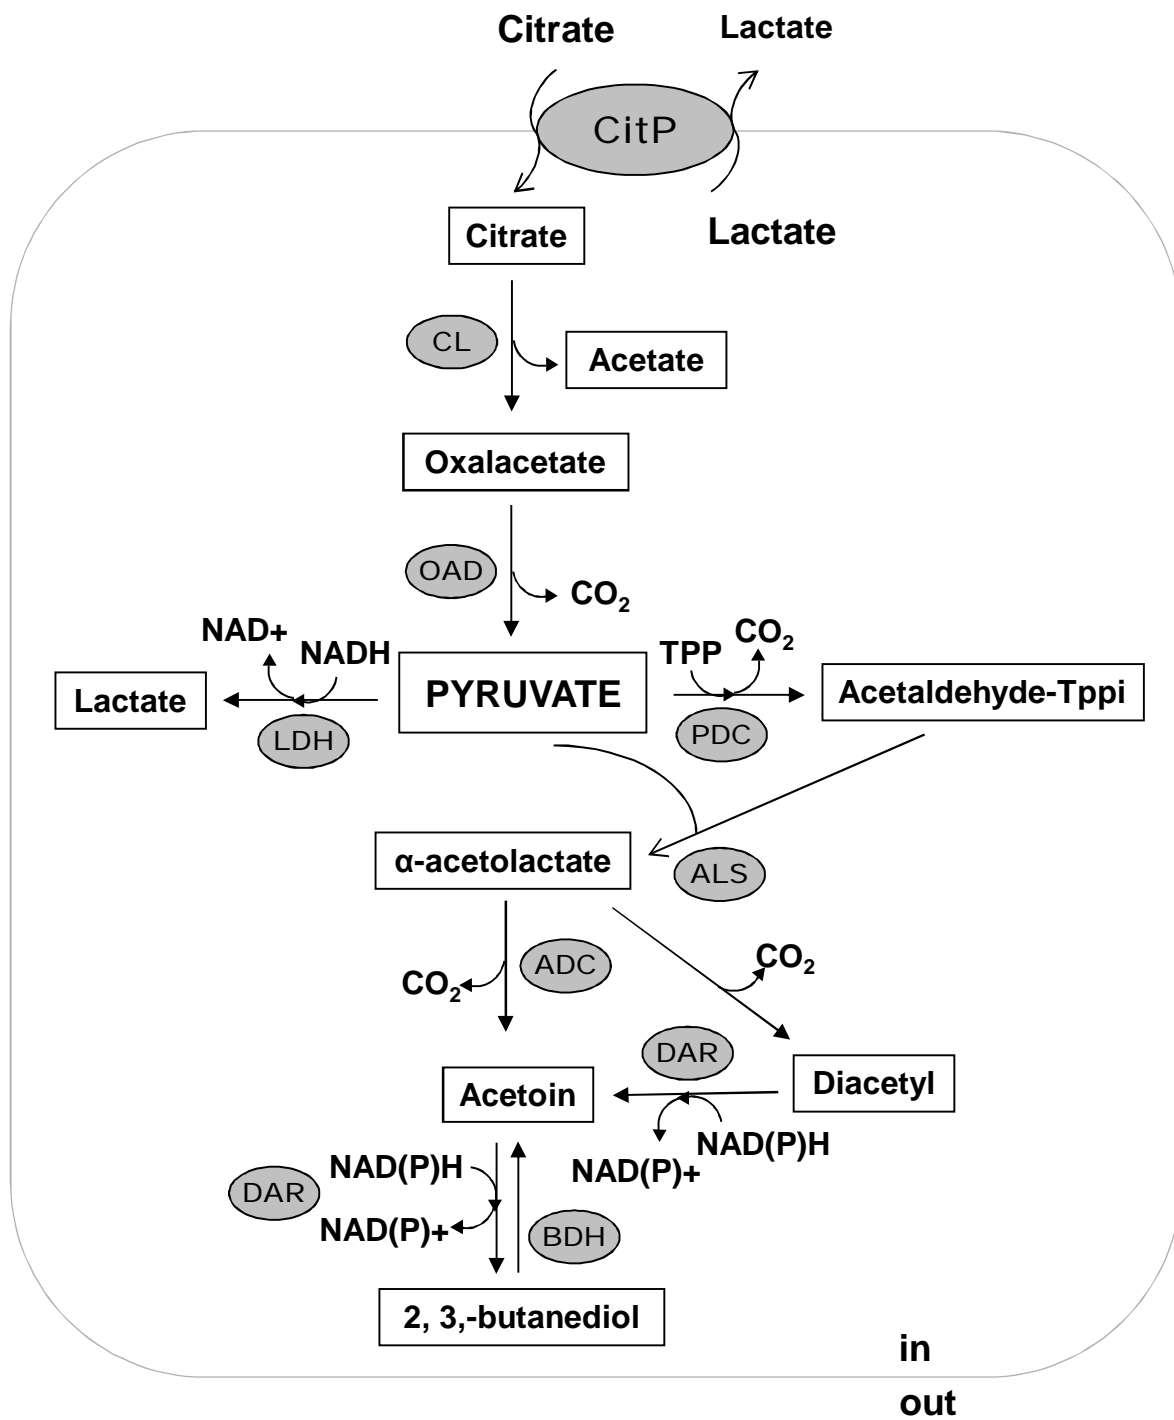 Citrate
Lactate
CitP
Citrate
Lactate
CL
Acetate
Oxalacetate
OAD
CO₂
NAD+
NADH
TPP
CO₂
Lactate
PYRUVATE
Acetaldehyde-Tppi
LDH
PDC
α-acetolactate
ALS
CO₂
ADC
CO₂
DAR
Acetoin
Diacetyl
NAD(P)H
NAD(P)+
NAD(P)H
DAR
NAD(P)+
BDH
2, 3,-butanediol
in
out